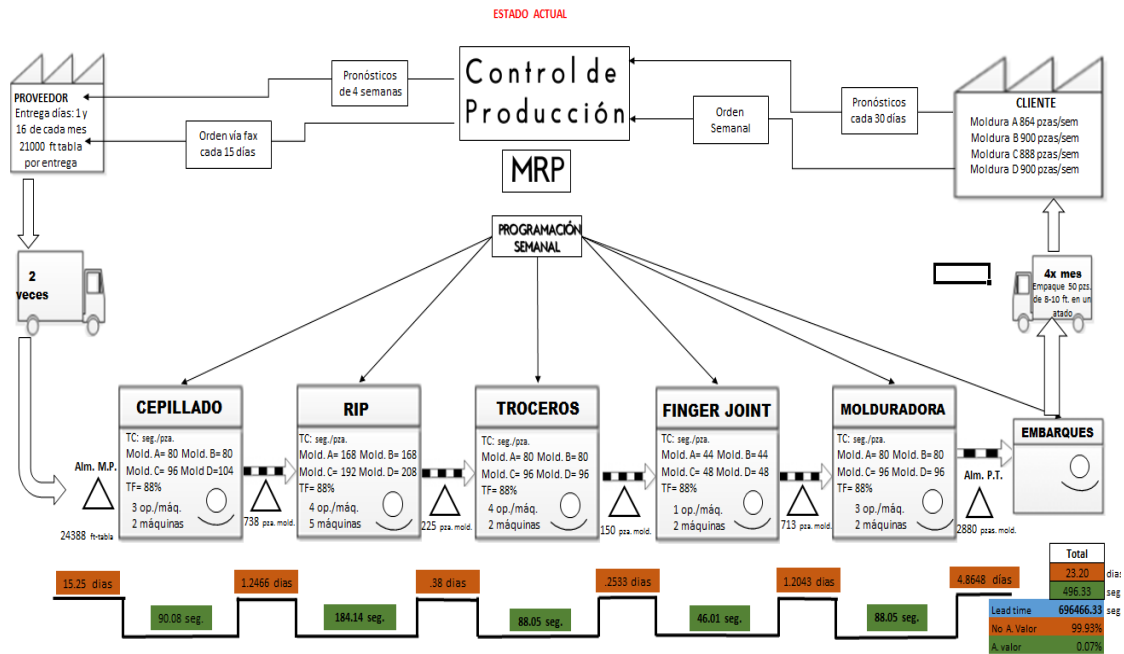 ESTADO ACTUAL
PROVEEDOR
Entrega días: 1 y
16 de cada mes
21000 ft tabla
por entrega
Pronósticos
de 4 semanas
Orden vía fax
cada 15 días
Control de
Producción
MRP
Orden
Semanal
Pronósticos
cada 30 días
CLIENTE
Moldura A 864 pzas/sem
Moldura B 900 pzas/sem
Moldura C 888 pzas/sem
Moldura D 900 pzas/sem
PROGRAMACIÓN
SEMANAL
2
veces
4x mes
Empaque 50 pzs.
de 8-10 ft. en un
atado
Alm. M.P.
24388 ft-tabla
CEPILLADO
TC: seg./pza.
Mold. A= 80 Mold. B= 80
Mold. C= 96 Mold D=104
TF= 88%
3 op./máq.
2 máquinas
738 pza. mold.
RIP
TC: seg./pza.
Mold. A= 168 Mold. B= 168
Mold. C= 192 Mold. D= 208
TF= 88%
4 op./máq.
5 máquinas
225 pza. mold.
TROCEROS
TC: seg./pza.
Mold. A= 80 Mold. B= 80
Mold. C= 96 Mold. D= 96
TF= 88%
4 op./máq.
2 máquinas
150 pza. mold.
FINGER JOINT
TC: seg./pza.
Mold. A= 44 Mold. B= 44
Mold. C= 48 Mold. D= 48
TF= 88%
1 op./máq.
2 máquinas
713 pza. mold.
MOLDURADORA
TC: seg./pza.
Mold. A= 80 Mold. B= 80
Mold. C= 96 Mold. D= 96
TF= 88%
3 op./máq.
2 máquinas
Alm. P.T.
2880 pzas. mold.
EMBARQUES
15.25 dias
90.08 seg.
1.2466 dias
184.14 seg.
.38 dias
88.05 seg.
.2533 dias
46.01 seg.
1.2043 dias
88.05 seg.
4.8648 días
Total
23.20 dias
496.33 seg
Lead time 696466.33 seg
No A. Valor 99.93%
A. valor 0.07%